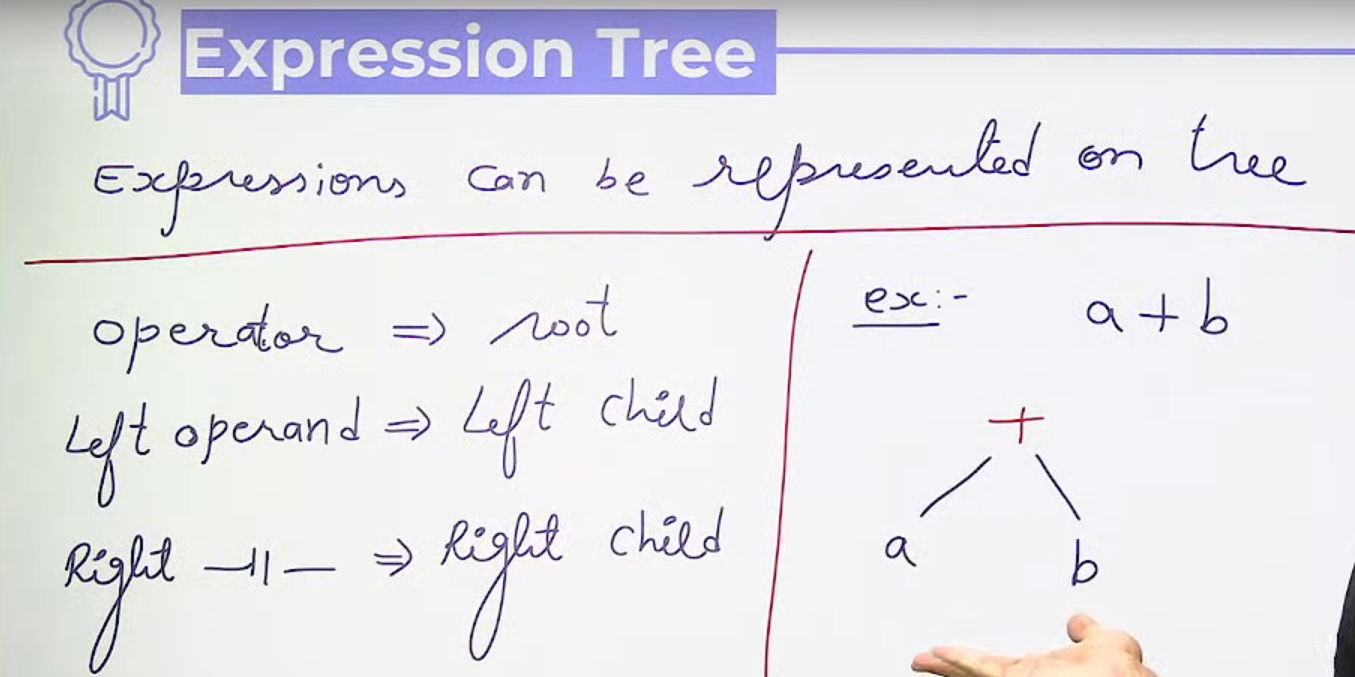 Expression Tree
Expressions can be represented on tree
operator => root
Left operand => Left child
Right —||— => Right child
ex:- a+b
+
a b